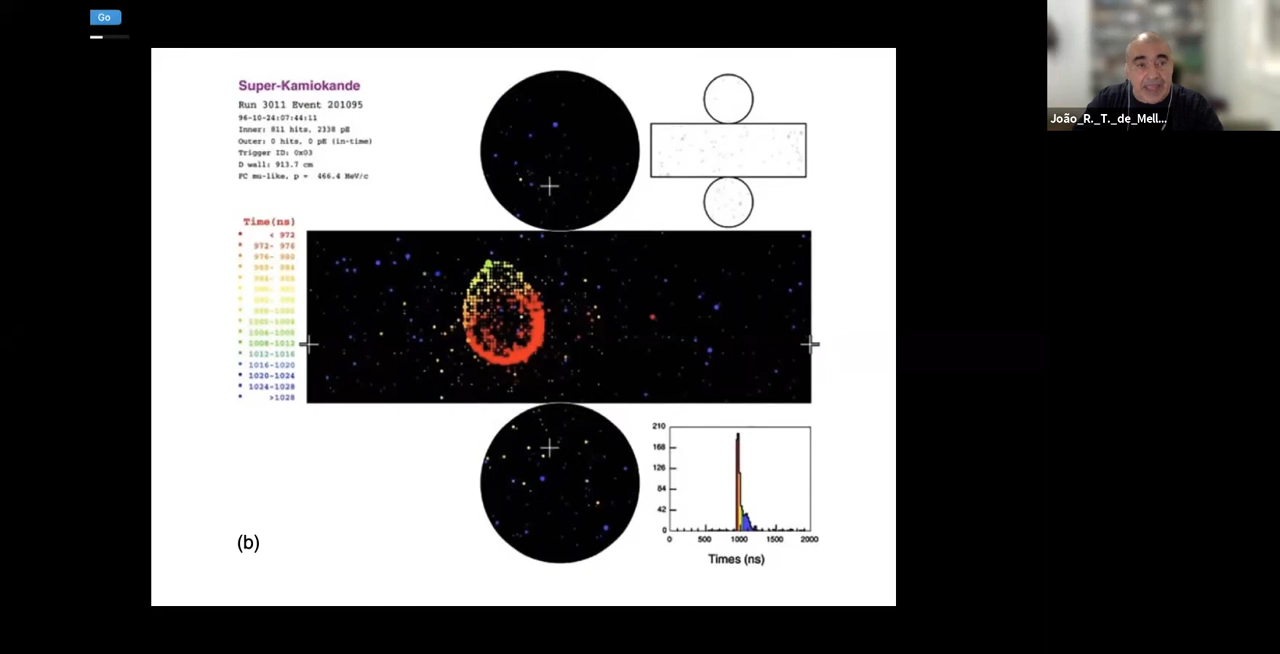 Go
João_R._T._de_Mell...
Super-Kamiokande
Run 3011 Event 201095
96-10-24:07:44:11
Inner: 811 hits, 2338 pE
Outer: 0 hits, 0 pE (in-time)
Trigger ID: 0x03
D wall: 913.7 cm
FC mu-like, p = 466.4 MeV/c
Time(ns)
< 972
972- 976
976- 980
1008-1012
1012-1016
1016-1020
1020-1024
1024-1028
>1028
210
168
126
84
42
0
0 500 1000 1500 2000
Times (ns)
(b)